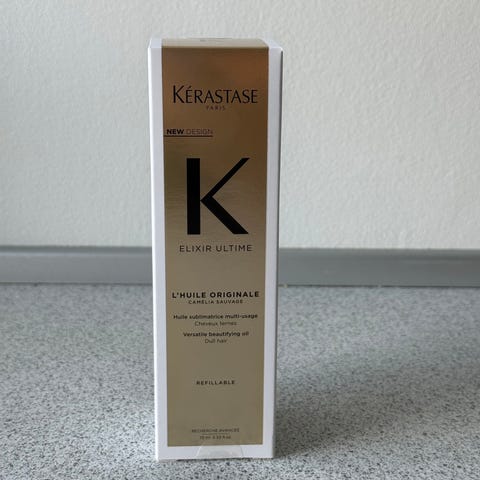 KÉRASTASE
PARIS
NEW DESIGN
K
ELIXIR ULTIME
L'HUILE ORIGINALE
CAMÉLIA SAUVAGE
Huile sublimatrice multi-usage
Cheveux ternes
Versatile beautifying oil
Dull hair
REFILLABLE
RECHERCHE AVANCÉE